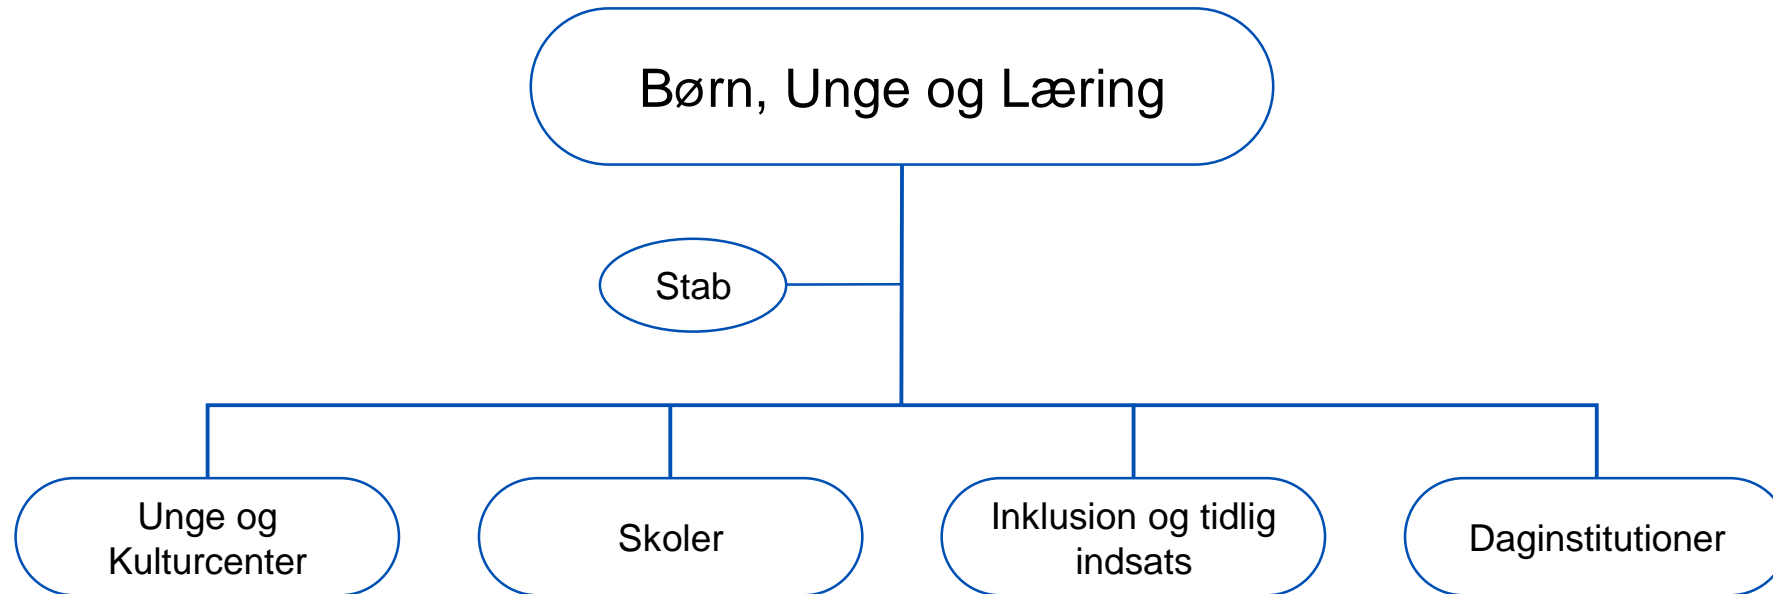 Børn, Unge og Læring
Stab
Unge og
Kulturcenter
Skoler
Inklusion og tidlig
indsats
Daginstitutioner